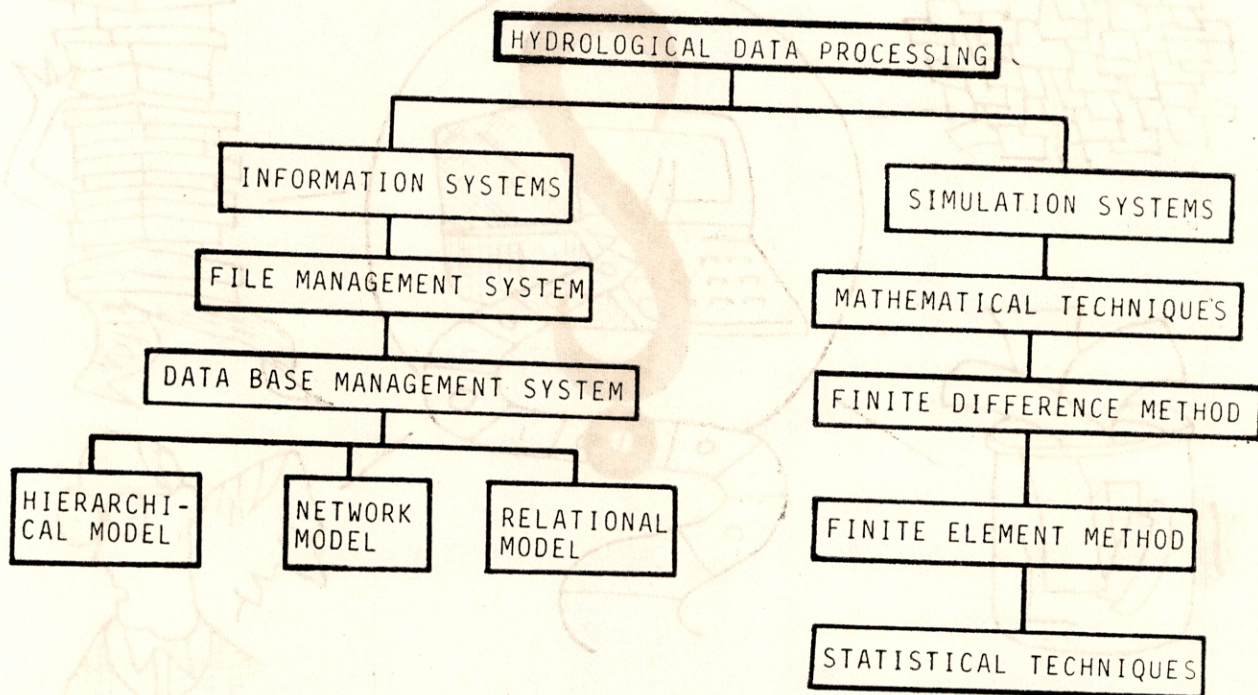 HYDROLOGICAL DATA PROCESSING
INFORMATION SYSTEMS
FILE MANAGEMENT SYSTEM
DATA BASE MANAGEMENT SYSTEM
HIERARCHI-
CAL MODEL
NETWORK
MODEL
RELATIONAL
MODEL
SIMULATION SYSTEMS
MATHEMATICAL TECHNIQUES
FINITE DIFFERENCE METHOD
FINITE ELEMENT METHOD
STATISTICAL TECHNIQUES